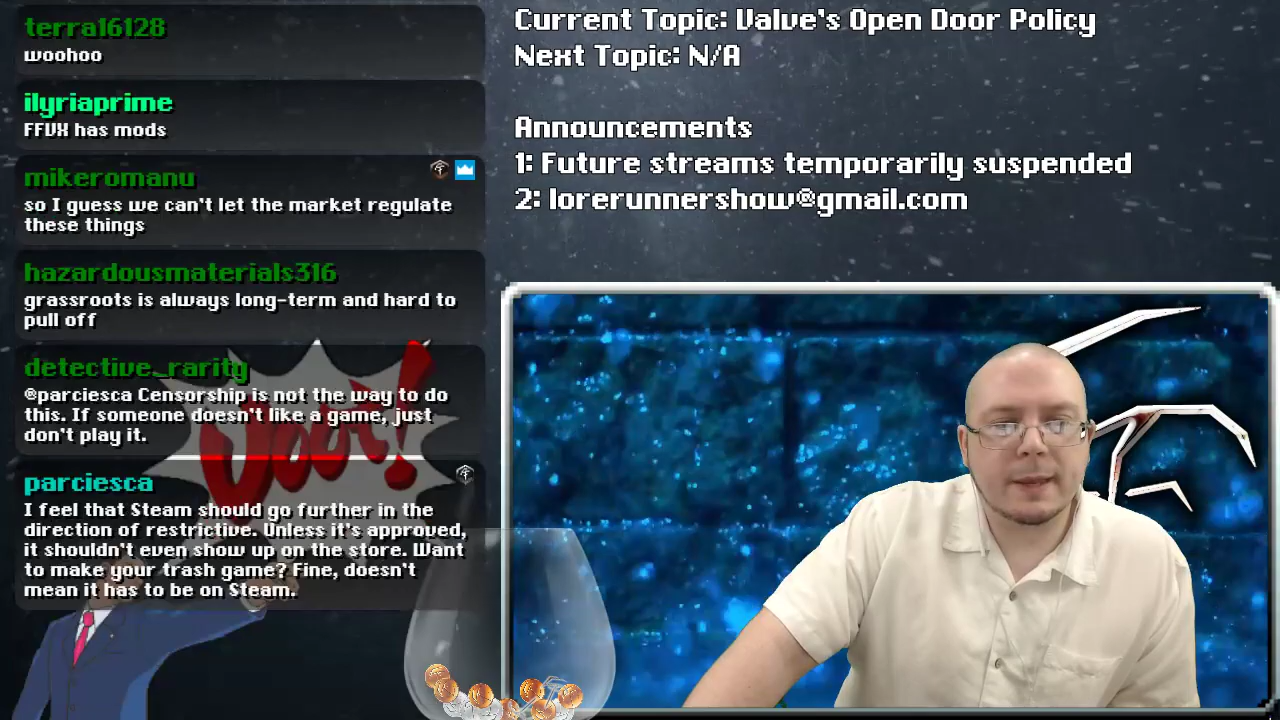 terra16128
woohoo
ilyriaprime
FFVX has mods
mikeromanu
so I guess we can't let the market regulate
these things
hazardousmaterials316
grassroots is always long-term and hard to
pull off
detective_rarity
@parciesca Censorship is not the way to do
this. If someone doesn't like a game, just
don't play it.
parciesca
I feel that Steam should go further in the
direction of restrictive. Unless it's approved,
it shouldn't even show up on the store. Want
to make your trash game? Fine, doesn't
mean it has to be on Steam.
Current Topic: Valve's Open Door Policy
Next Topic: N/A
Announcements
1: Future streams temporarily suspended
2: lorerunnershow@gmail.com